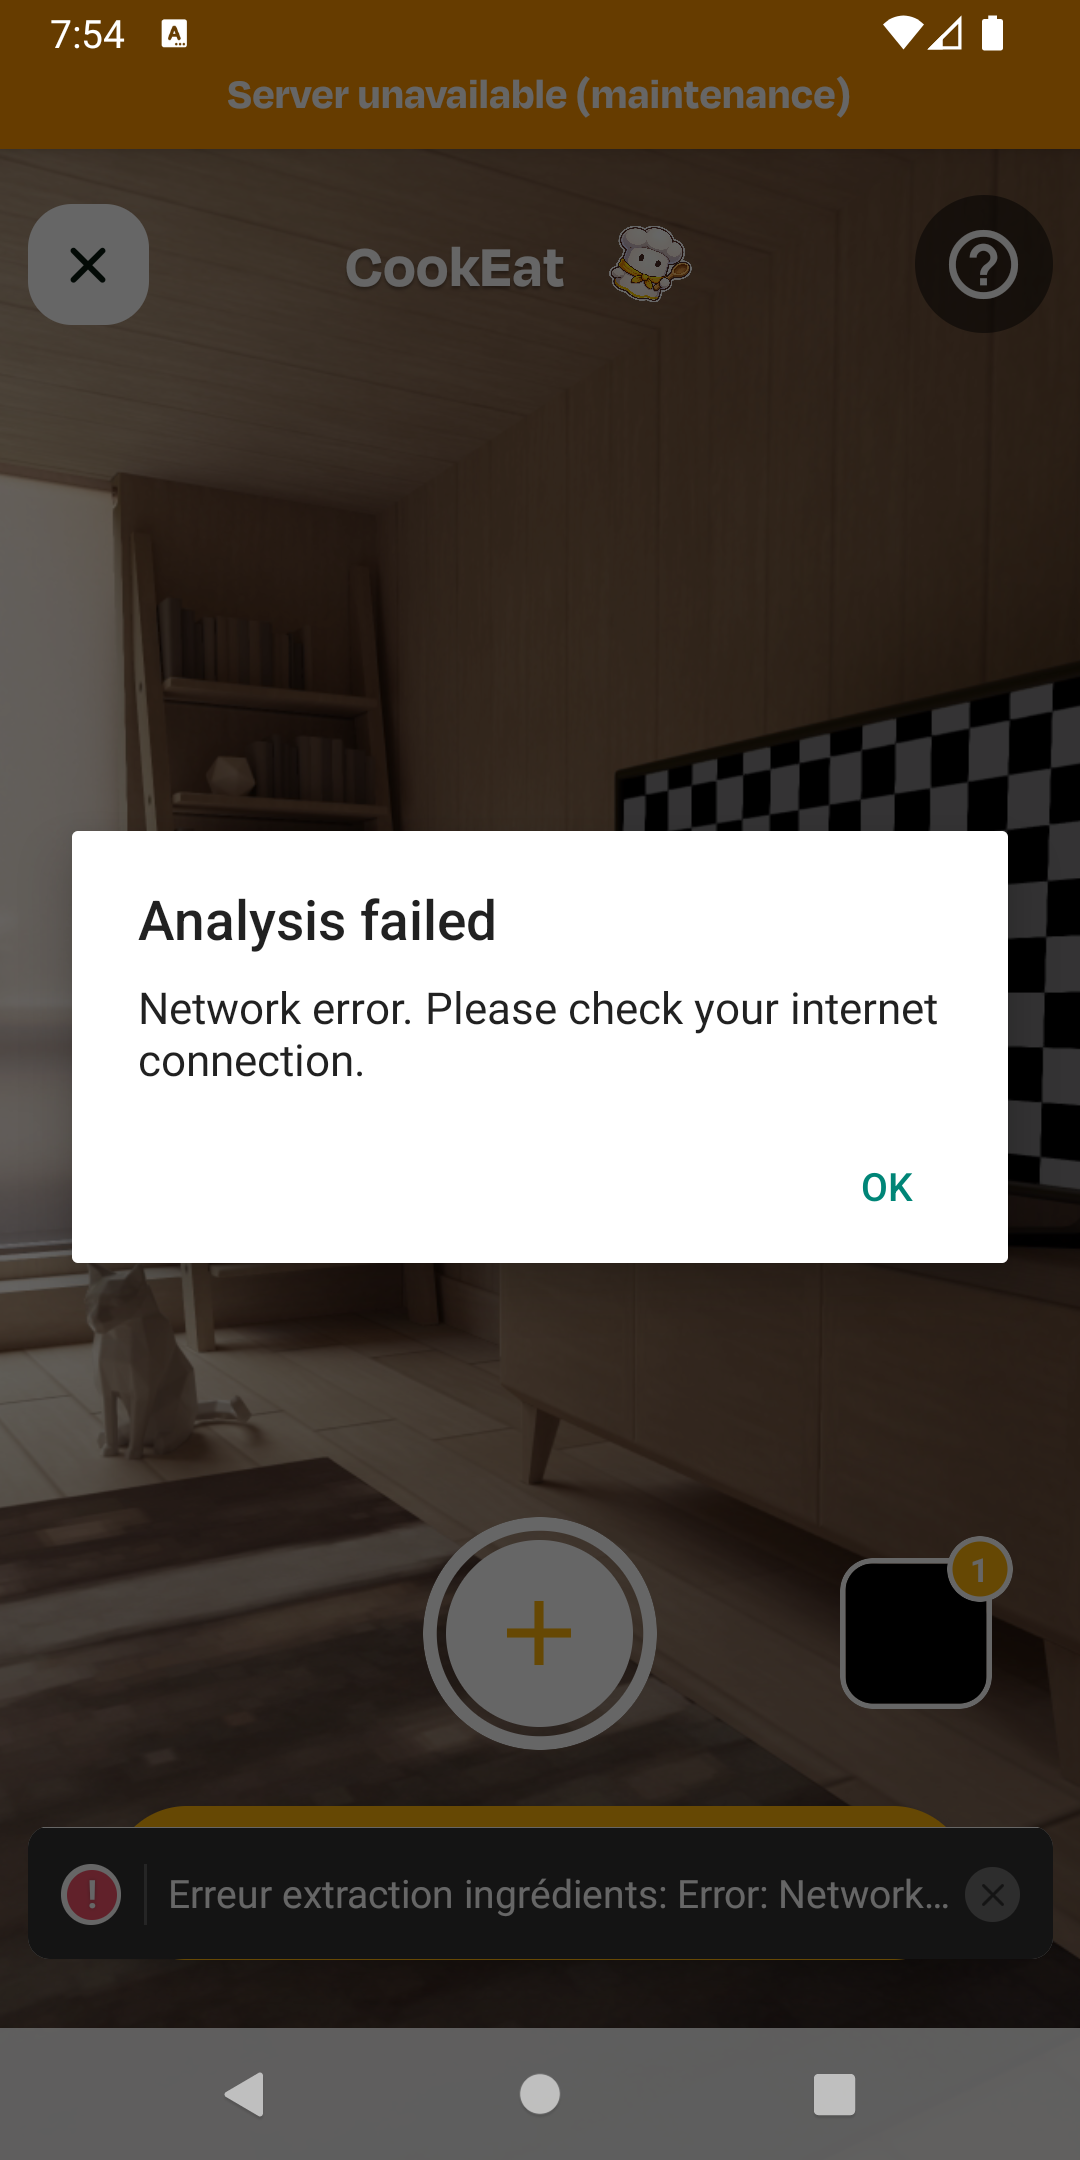 7:54
Server unavailable (maintenance)
CookEat
Analysis failed
Network error. Please check your internet
connection.
OK
1
Erreur extraction ingrédients: Error: Network...